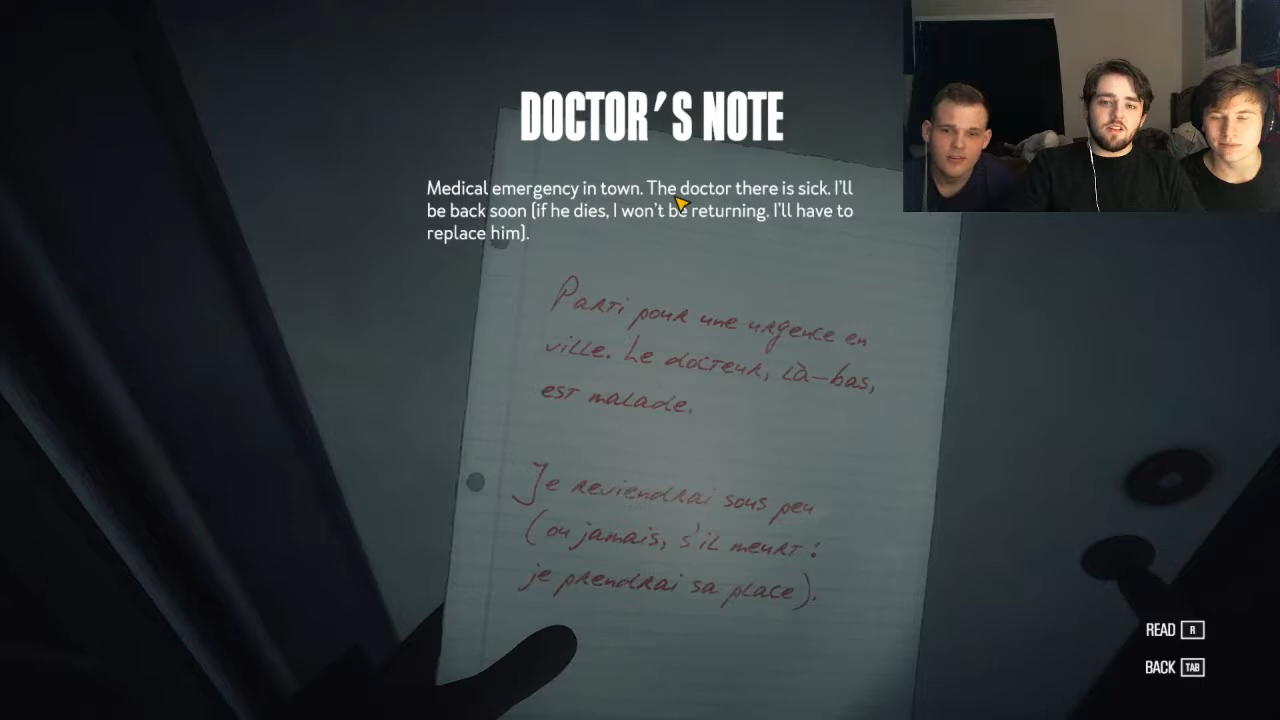 DOCTOR'S NOTE
Medical emergency in town. The doctor there is sick. I'll
be back soon (if he dies, I won't be returning. I'll have to
replace him).
Parti pour une urgence en
ville. Le docteur, là-bas,
est malade.
Je reviendrai sous peu
(ou jamais, s'il meurt :
je prendrai sa place).
READ R
BACK TAB